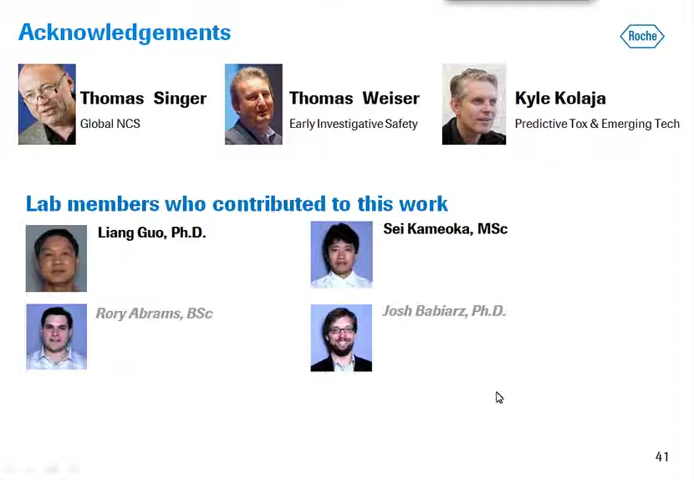 Acknowledgements
Roche
Thomas Singer
Global NCS
Thomas Weiser
Early Investigative Safety
Kyle Kolaja
Predictive Tox & Emerging Tech
Lab members who contributed to this work
Liang Guo, Ph.D.
Sei Kameoka, MSc
Rory Abrams, BSc
Josh Babiarz, Ph.D.
41